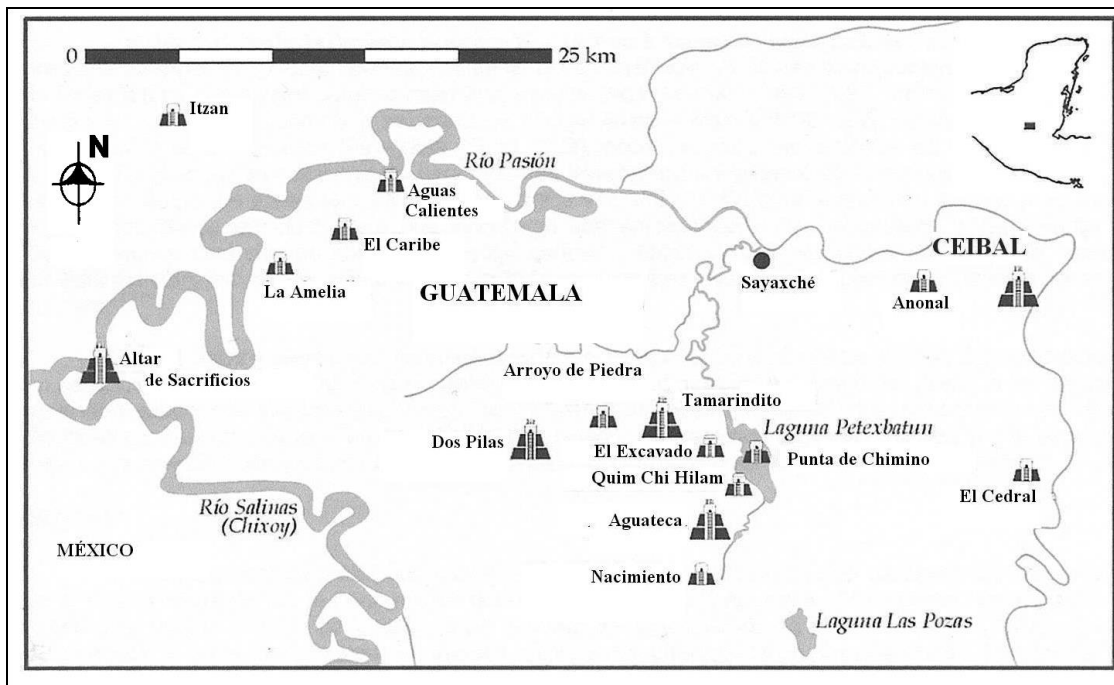 0
25 km
Itzan
N
Río Pasión
Aguas
Calientes
El Caribe
La Amelia
CEIBAL
Sayaxché
Anonal
GUATEMALA
Altar
de Sacrificios
Arroyo de Piedra
Tamarindito
Dos Pilas
El Excavado
Laguna Petexbatun
Punta de Chimino
Quim Chi Hilam
El Cedral
Río Salinas
(Chixoy)
Aguateca
MÉXICO
Nacimiento
Laguna Las Pozas